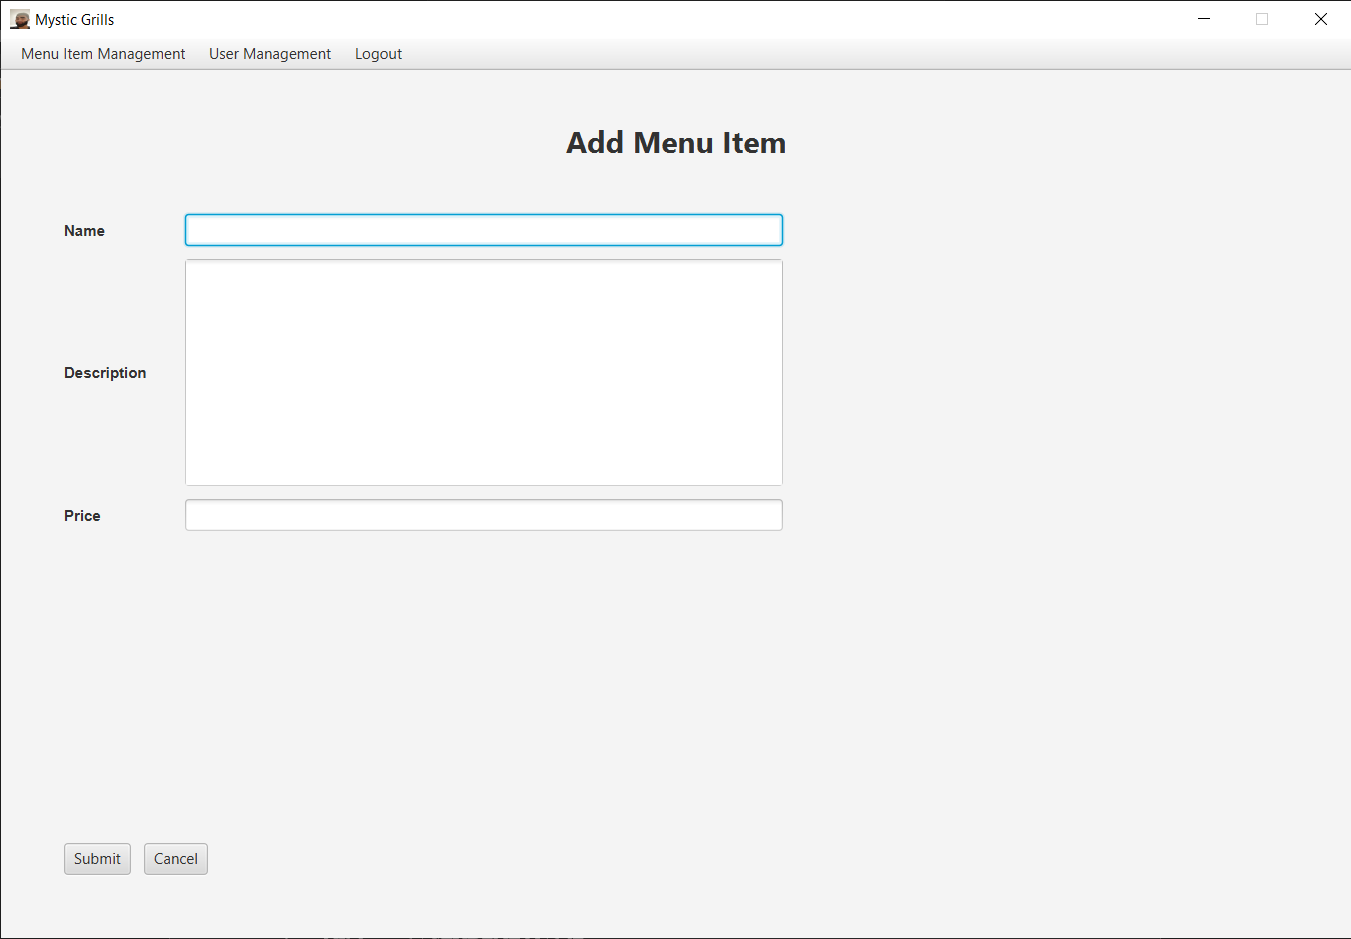 Mystic Grills
Menu Item Management User Management Logout
Add Menu Item
Name
Description
Price
Submit Cancel